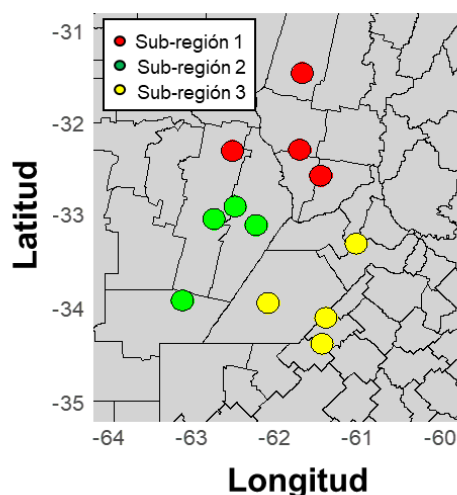 Sub-región 1
Sub-región 2
Sub-región 3
-31
-32
-33
-34
-35
Latitud
-64 -63 -62 -61 -60
Longitud